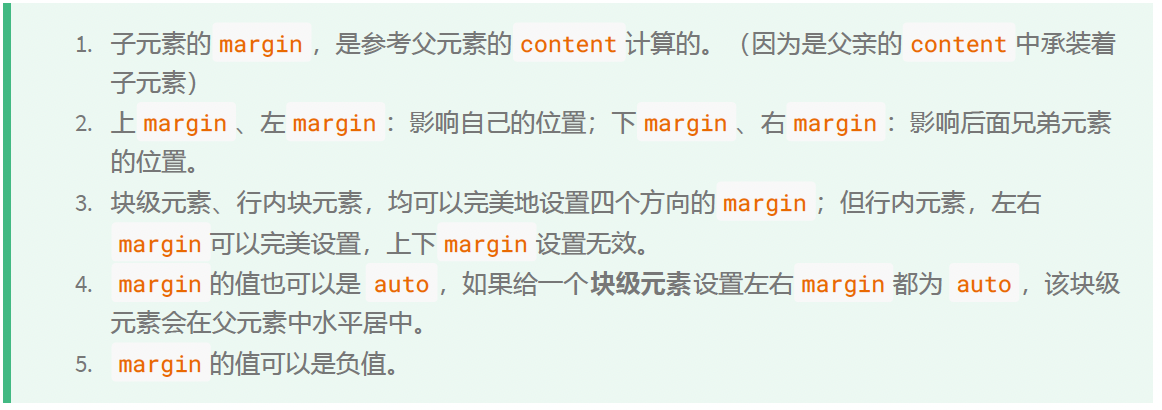 1. 子元素的 margin ，是参考父元素的 content 计算的。（因为是父亲的 content 中承装着
子元素）
2. 上 margin 、左 margin ：影响自己的位置；下 margin 、右 margin ：影响后面兄弟元素
的位置。
3. 块级元素、行内块元素，均可以完美地设置四个方向的 margin ；但行内元素，左右
margin 可以完美设置，上下 margin 设置无效。
4. margin 的值也可以是 auto ，如果给一个块级元素设置左右 margin 都为 auto ，该块级
元素会在父元素中水平居中。
5. margin 的值可以是负值。